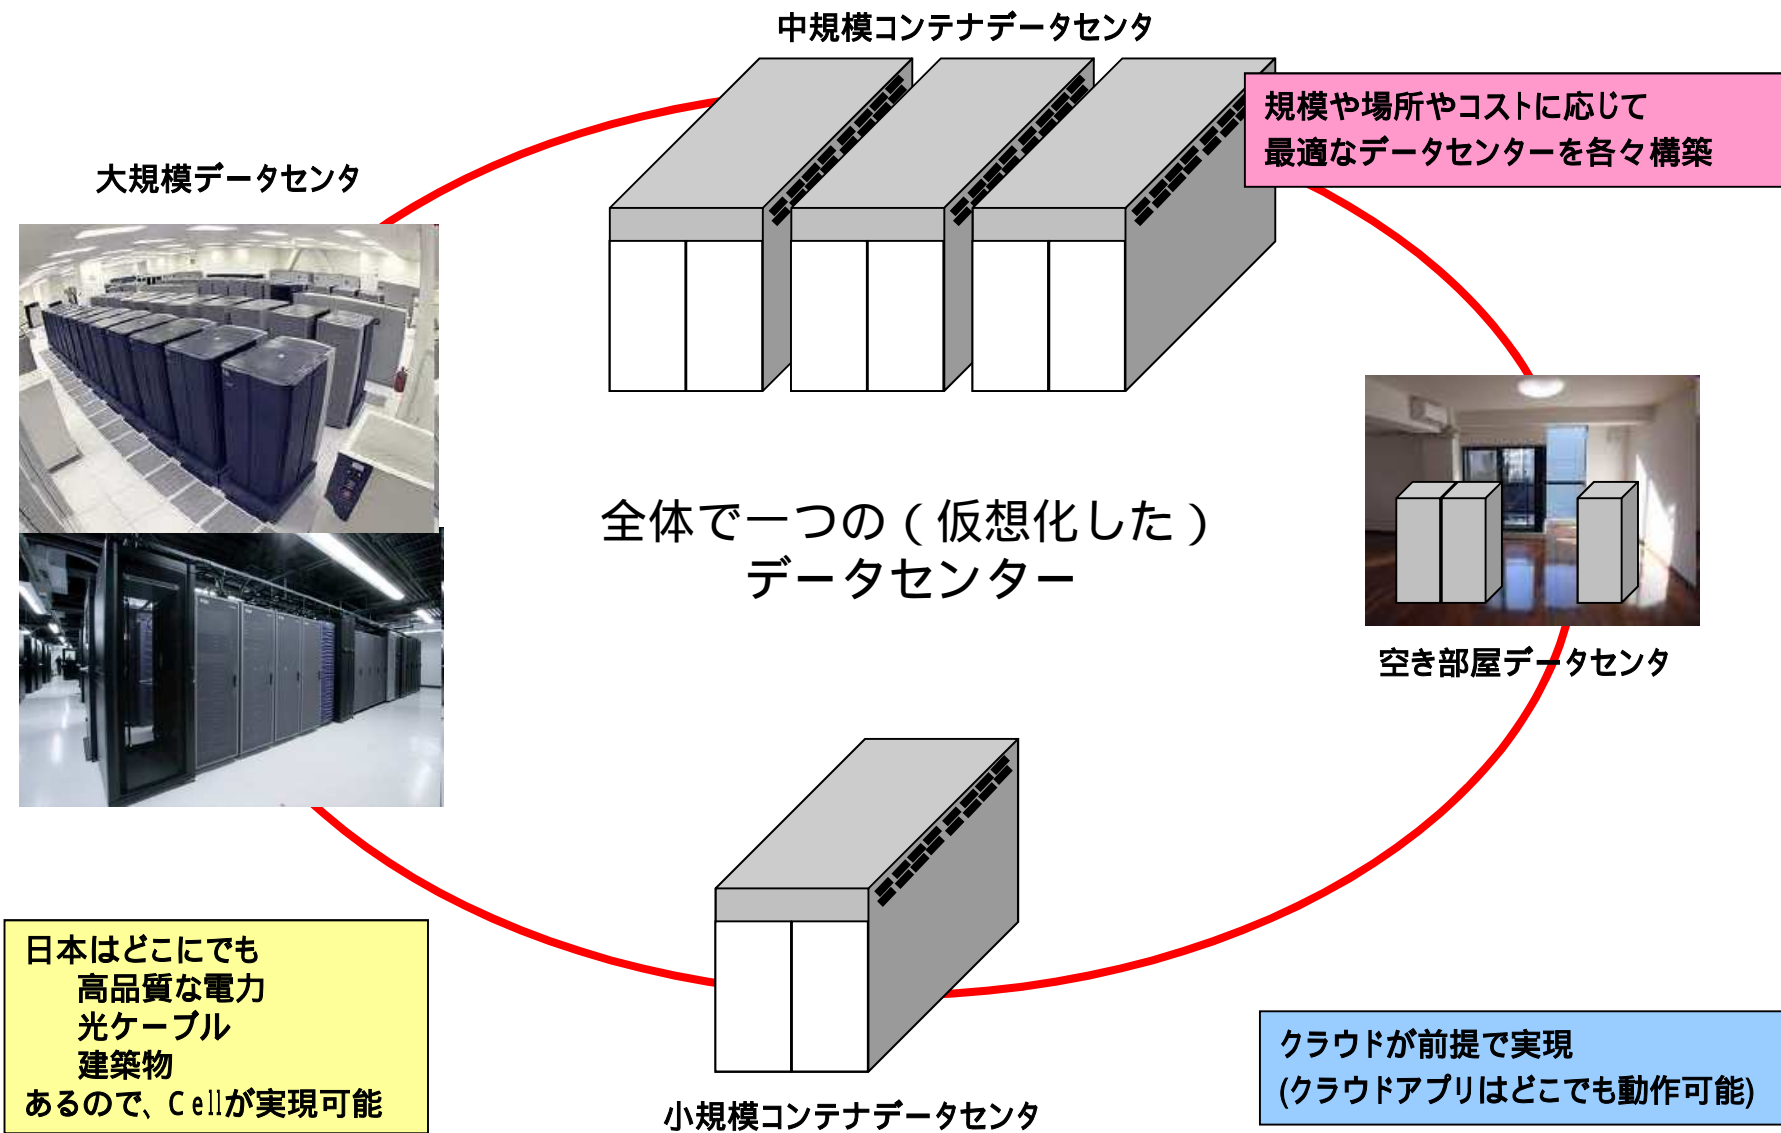 中規模コンテナデータセンタ
規模や場所やコストに応じて
最適なデータセンターを各々構築
大規模データセンタ
全体で一つの（仮想化した）
データセンター
空き部屋データセンタ
日本はどこにでも
高品質な電力
光ケーブル
建築物
あるので、Cellが実現可能
クラウドが前提で実現
(クラウドアプリはどこでも動作可能)
小規模コンテナデータセンタ